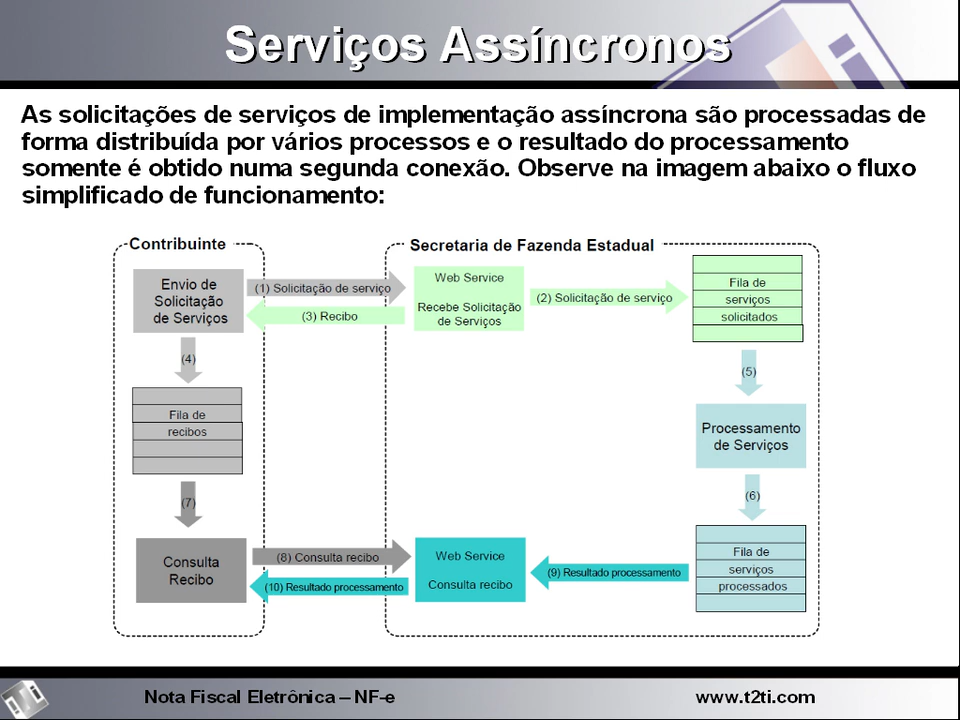 Serviços Assíncronos
As solicitações de serviços de implementação assíncrona são processadas de
forma distribuída por vários processos e o resultado do processamento
somente é obtido numa segunda conexão. Observe na imagem abaixo o fluxo
simplificado de funcionamento:
Contribuinte
Secretaria de Fazenda Estadual
Envio de
Solicitação
de Serviços
(1) Solicitação de serviço
(3) Recibo
Web Service
Recebe Solicitação
de Serviços
(2) Solicitação de serviço
Fila de
serviços
solicitados
(4)
(5)
Fila de
recibos
Processamento
de Serviços
(7)
(6)
Consulta
Recibo
(8) Consulta recibo
(10) Resultado processamento
Web Service
Consulta recibo
(9) Resultado processamento
Fila de
serviços
processados
Nota Fiscal Eletrônica – NF-e
www.t2ti.com